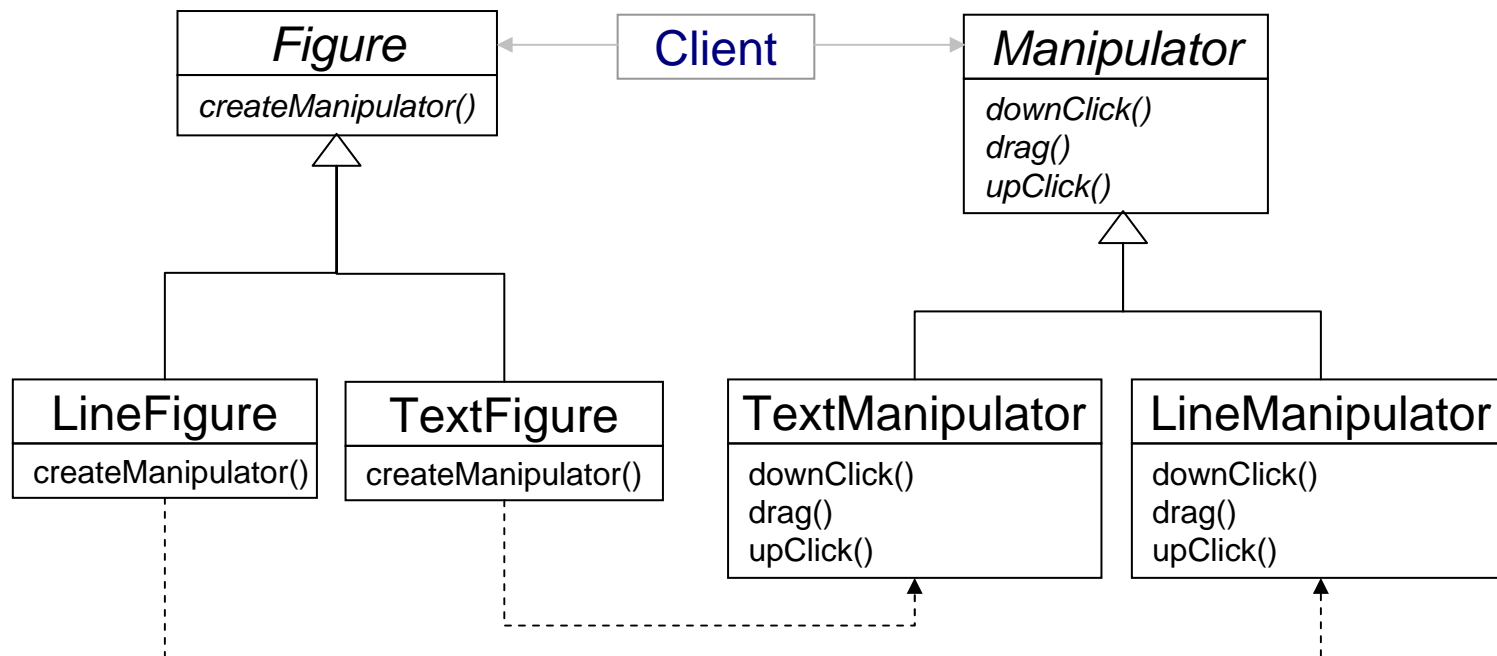 Figure
createManipulator()
Client
Manipulator
downClick()
drag()
upClick()
LineFigure
createManipulator()
TextFigure
createManipulator()
TextManipulator
downClick()
drag()
upClick()
LineManipulator
downClick()
drag()
upClick()